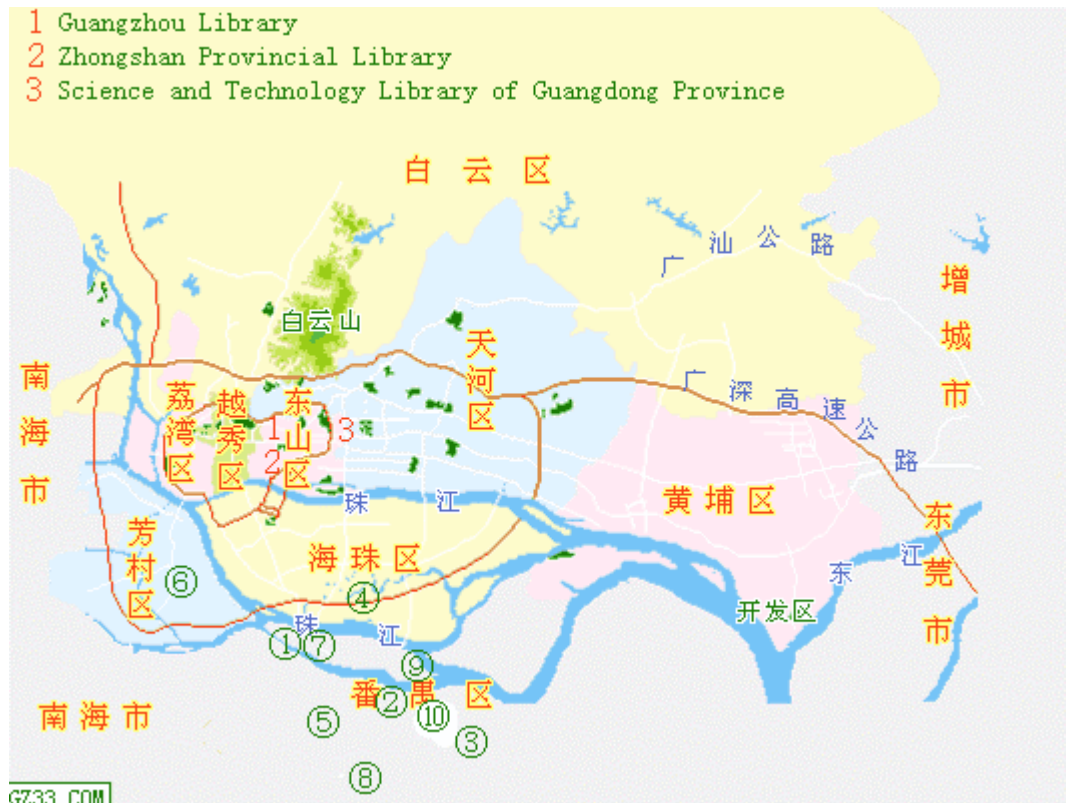 1 Guangzhou Library
2 Zhongshan Provincial Library
3 Science and Technology Library of Guangdong Province
白云区
广汕公路
增城市
白云山
天河区
南海市
荔湾区
越秀区
东山区
1
2
3
广深高速公路
黄埔区
珠江
芳村区
海珠区
东莞市
东江
⑥
④
开发区
珠江
①
⑦
⑨
番禺区
②
⑩
⑤
③
南海市
⑧
GZ33.COM